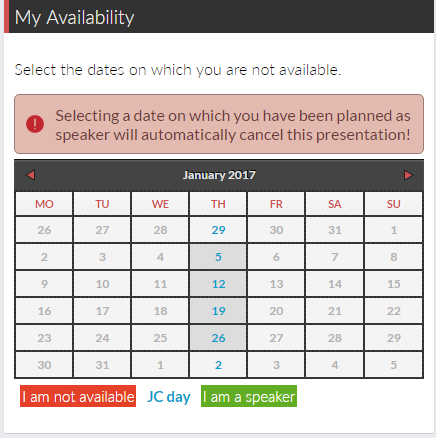 My Availability
Select the dates on which you are not available.
Selecting a date on which you have been planned as
speaker will automatically cancel this presentation!
January 2017
MO TU WE TH FR SA SU
26 27 28 29 30 31 1
2 3 4 5 6 7 8
9 10 11 12 13 14 15
16 17 18 19 20 21 22
23 24 25 26 27 28 29
30 31 1 2 3 4 5
I am not available JC day I am a speaker